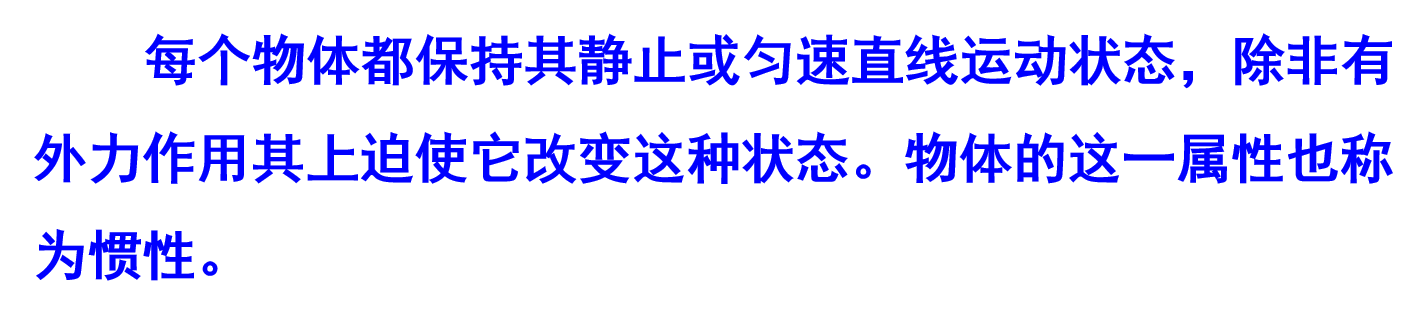 每个物体都保持其静止或匀速直线运动状态，除非有
外力作用其上迫使它改变这种状态。物体的这一属性也称
为惯性。